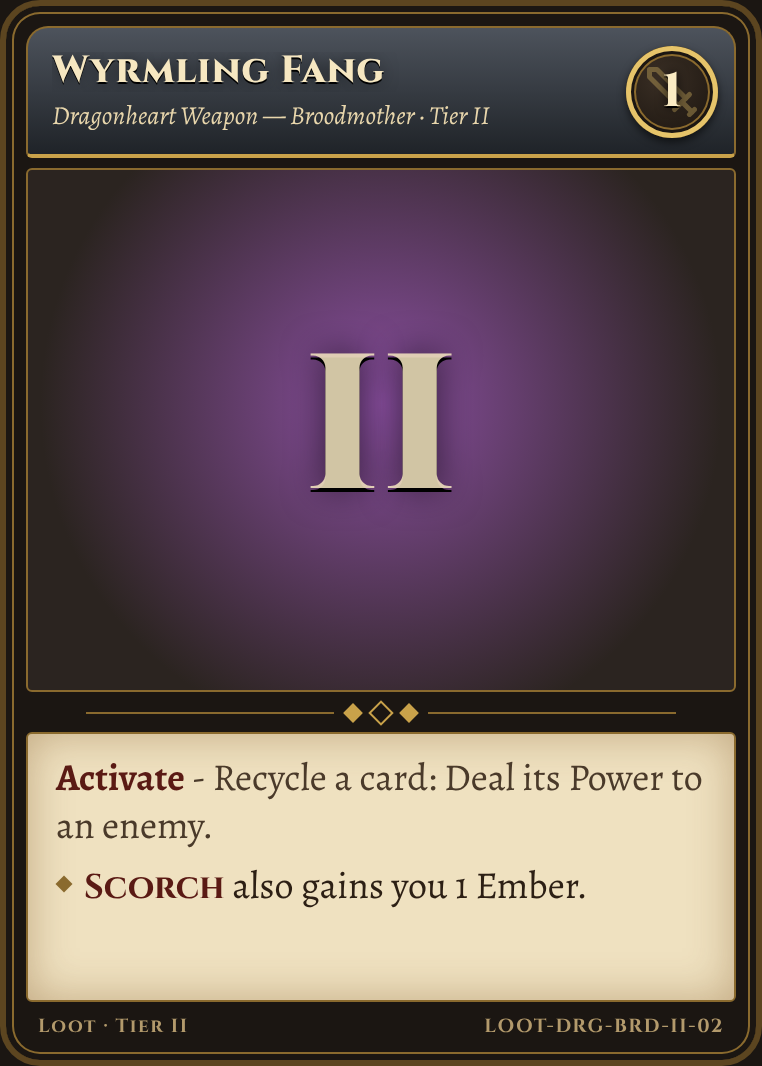 Wyrmling Fang
Dragonheart Weapon — Broodmother · Tier II
1
II
Activate - Recycle a card: Deal its Power to
an enemy.
Scorch also gains you 1 Ember.
Loot · Tier II
LOOT-DRG-BRD-II-02